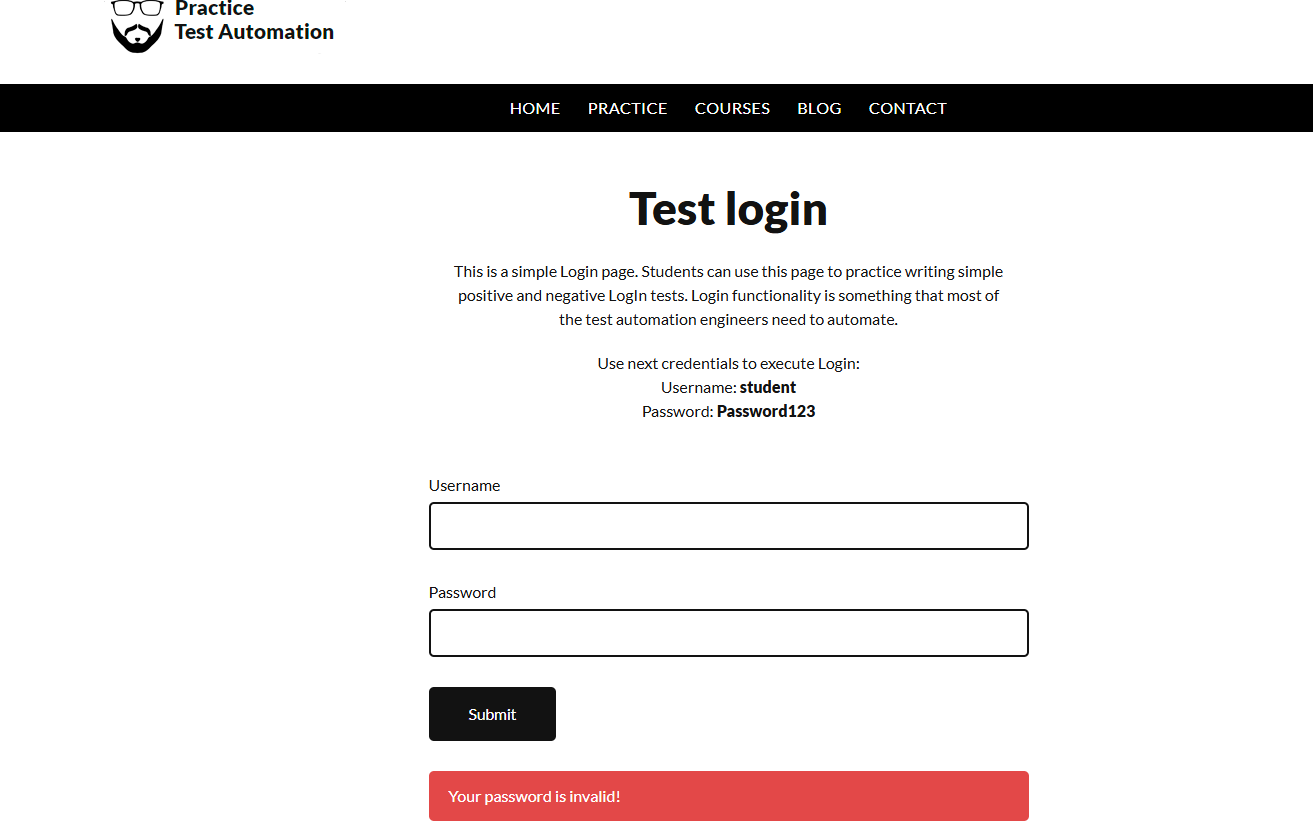 Practice
Test Automation
HOME PRACTICE COURSES BLOG CONTACT
Test login
This is a simple Login page. Students can use this page to practice writing simple
positive and negative LogIn tests. Login functionality is something that most of
the test automation engineers need to automate.
Use next credentials to execute Login:
Username: student
Password: Password123
Username
Password
Submit
Your password is invalid!